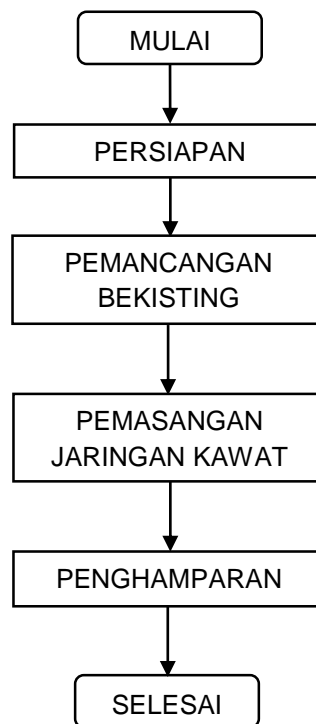 MULAI
PERSIAPAN
PEMANCANGAN
BEKISTING
PEMASANGAN
JARINGAN KAWAT
PENGHAMPARAN
SELESAI